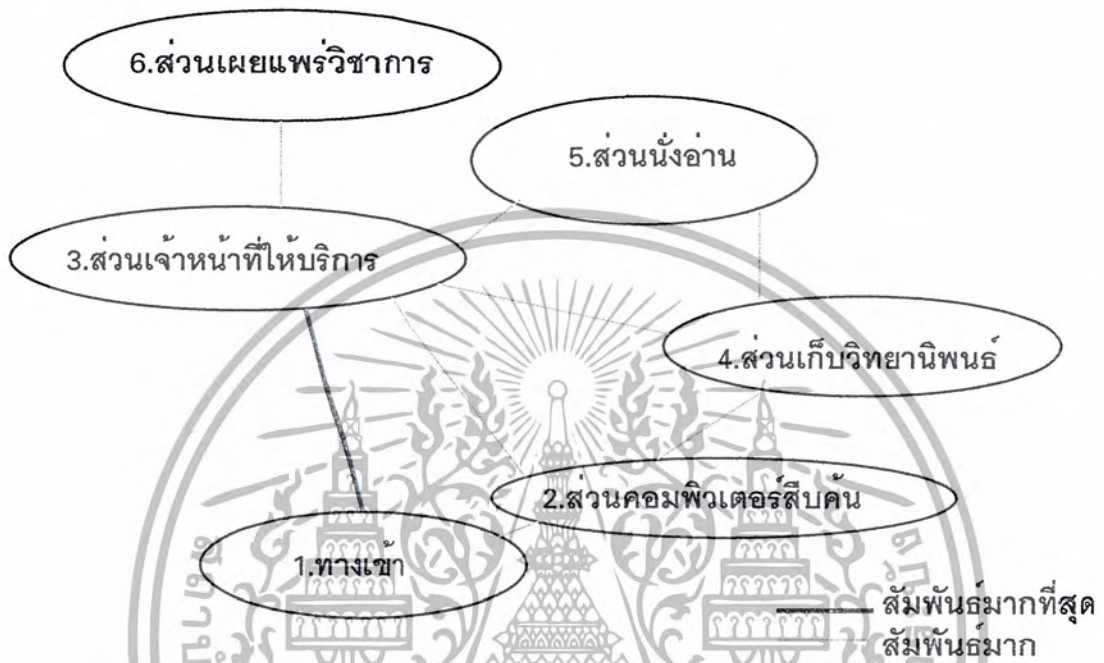 6.ส่วนเผยแพร่วิชาการ
5.ส่วนนั่งอ่าน
3.ส่วนเจ้าหน้าที่ให้บริการ
4.ส่วนเก็บวิทยานิพนธ์
2.ส่วนคอมพิวเตอร์สืบค้น
1.ทางเข้า
สัมพันธ์มากที่สุด
สัมพันธ์มาก